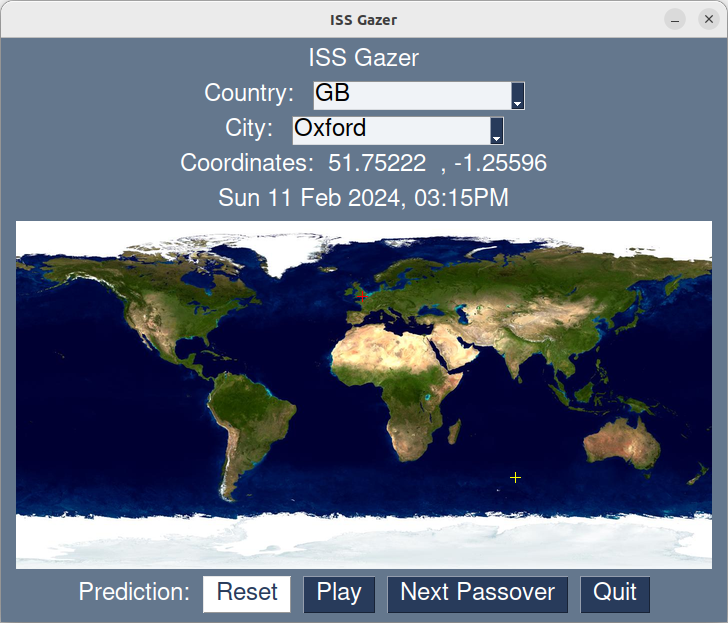 ISS Gazer
ISS Gazer
Country: GB
City: Oxford
Coordinates: 51.75222 , -1.25596
Sun 11 Feb 2024, 03:15PM
Prediction: Reset Play Next Passover Quit